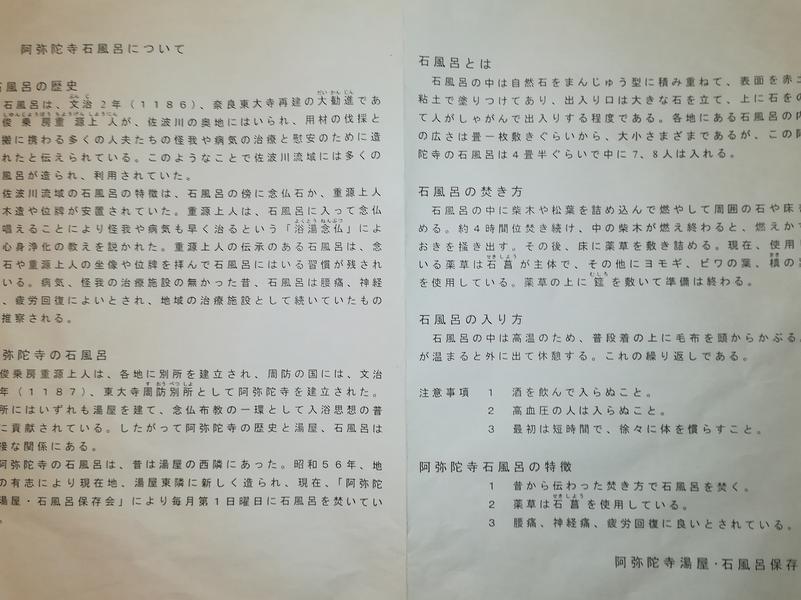 阿弥陀寺石風呂について
石風呂の歴史
石風呂は、文治2年（1186）、奈良東大寺再建の大勧進であ
俊乗房重源上人が、佐波川の奥地にはいられ、用材の伐採と
搬に携わる多くの人夫たちの怪我や病気の治療と慰安のために造
れたと伝えられている。このようなことで佐波川流域には多くの
風呂が造られ、利用されていた。
佐波川流域の石風呂の特徴は、石風呂の傍に念仏石か、重源上人
木造や位牌が安置されていた。重源上人は、石風呂に入って念仏
唱えることにより怪我や病気も早く治るという「浴湯念仏」によ
心身浄化の教えを説かれた。重源上人の伝承のある石風呂は、念
石や重源上人の坐像や位牌を拝んで石風呂にはいる習慣が残され
いる。病気、怪我の治療施設の無かった昔、石風呂は腰痛、神経
、疲労回復によいとされ、地域の治療施設として続いていたもの
推察される。
弥陀寺の石風呂
俊乗房重源上人は、各地に別所を建立され、周防の国には、文治
年（1187）、東大寺周防別所として阿弥陀寺を建立された。
所にはいずれも湯屋を建て、念仏布教の一環として入浴思想の普
に貢献されている。したがって阿弥陀寺の歴史と湯屋、石風呂は
接な関係にある。
阿弥陀寺の石風呂は、昔は湯屋の西隣にあった。昭和56年、地
の有志により現在地、湯屋東隣に新しく造られ、現在、「阿弥陀
湯屋・石風呂保存会」により毎月第1日曜日に石風呂を焚いてい
。
石風呂とは
石風呂の中は自然石をまんじゅう型に積み重ねて、表面を赤土
粘土で塗りつけてあり、出入り口は大きな石を立て、上に石をの
て人がしゃがんで出入りする程度である。各地にある石風呂の内
の広さは畳一枚敷きぐらいから、大小さまざまであるが、この阿
陀寺の石風呂は4畳半ぐらいで中に7、8人は入れる。
石風呂の焚き方
石風呂の中に柴木や松葉を詰め込んで燃やして周囲の石や床を
める。約4時間位焚き続け、中の柴木が燃え終わると、燃えかす
おきを掻き出す。その後、床に薬草を敷き詰める。現在、使用
いる薬草は石菖が主体で、その他にヨモギ、ビワの葉、槙の
を使用している。薬草の上に筵を敷いて準備は終わる。
石風呂の入り方
石風呂の中は高温のため、普段着の上に毛布を頭からかぶる。
が温まると外に出て休憩する。これの繰り返しである。
注意事項 1 酒を飲んで入らぬこと。
2 高血圧の人は入らぬこと。
3 最初は短時間で、徐々に体を慣らすこと。
阿弥陀寺石風呂の特徴
1 昔から伝わった焚き方で石風呂を焚く。
2 薬草は石菖を使用している。
3 腰痛、神経痛、疲労回復に良いとされている。
阿弥陀寺湯屋・石風呂保存